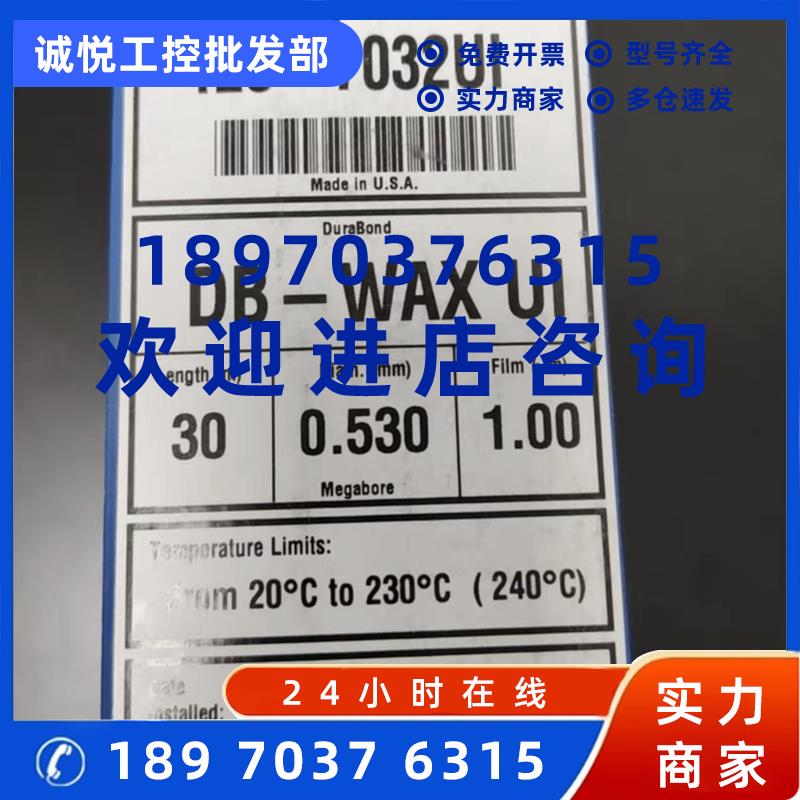 诚悦工控批发部
免费开票
型号齐全
实力商家
多仓速发
7032UI
Made in U.S.A.
DuraBond
18970376315
DB-WAX UI
欢迎进店咨询
Film
30
0.530
1.00
Megabore
Temperature Limits:
From 20°C to 230°C (240°C)
Date
Installed:
24小时在线
实力
商家
189 7037 6315